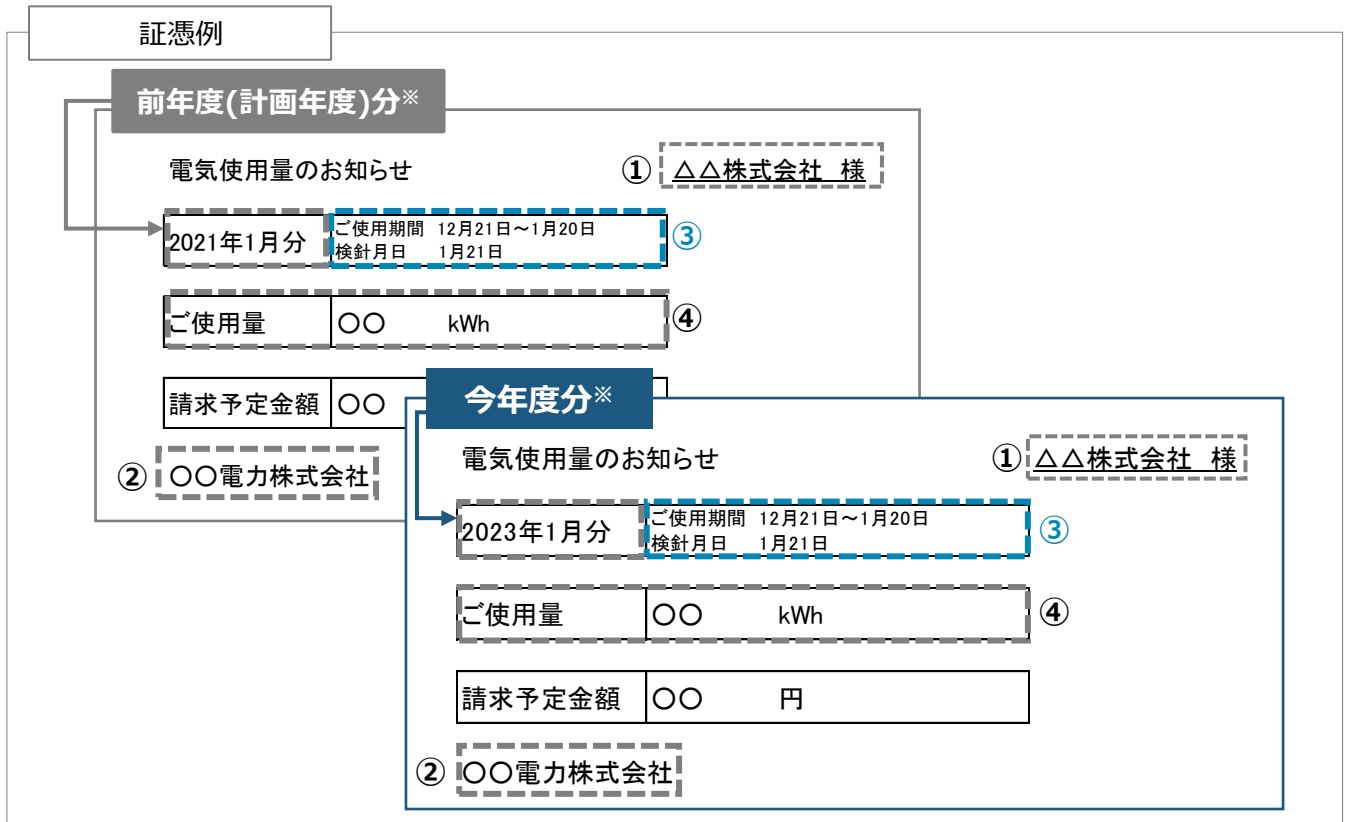 証憑例
前年度(計画年度)分※
電気使用量のお知らせ
① △△株式会社 様
2021年1月分
ご使用期間 12月21日～1月20日
検針月日 1月21日
③
ご使用量 〇〇 kWh
④
請求予定金額 〇〇
② 〇〇電力株式会社
今年度分※
電気使用量のお知らせ
① △△株式会社 様
2023年1月分
ご使用期間 12月21日～1月20日
検針月日 1月21日
③
ご使用量 〇〇 kWh
④
請求予定金額 〇〇 円
② 〇〇電力株式会社